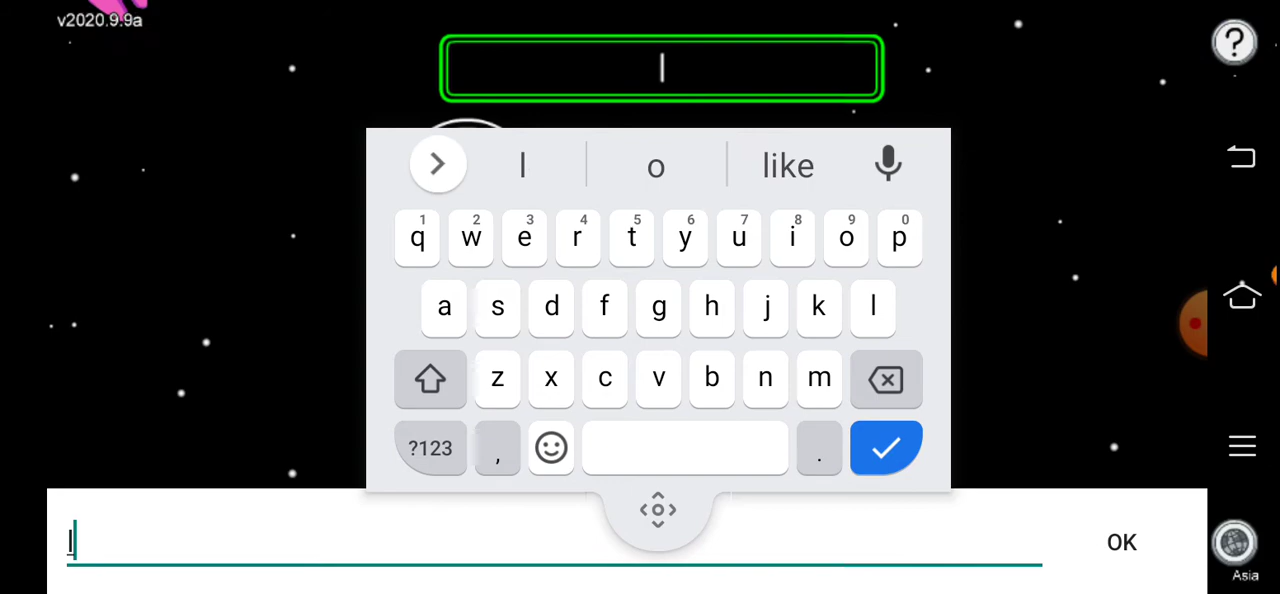 v2020.9.9a
l
l o like
1 2 3 4 5 6 7 8 9 0
q w e r t y u i o p
a s d f g h j k l
z x c v b n m
?123 , .
l
OK
Asia